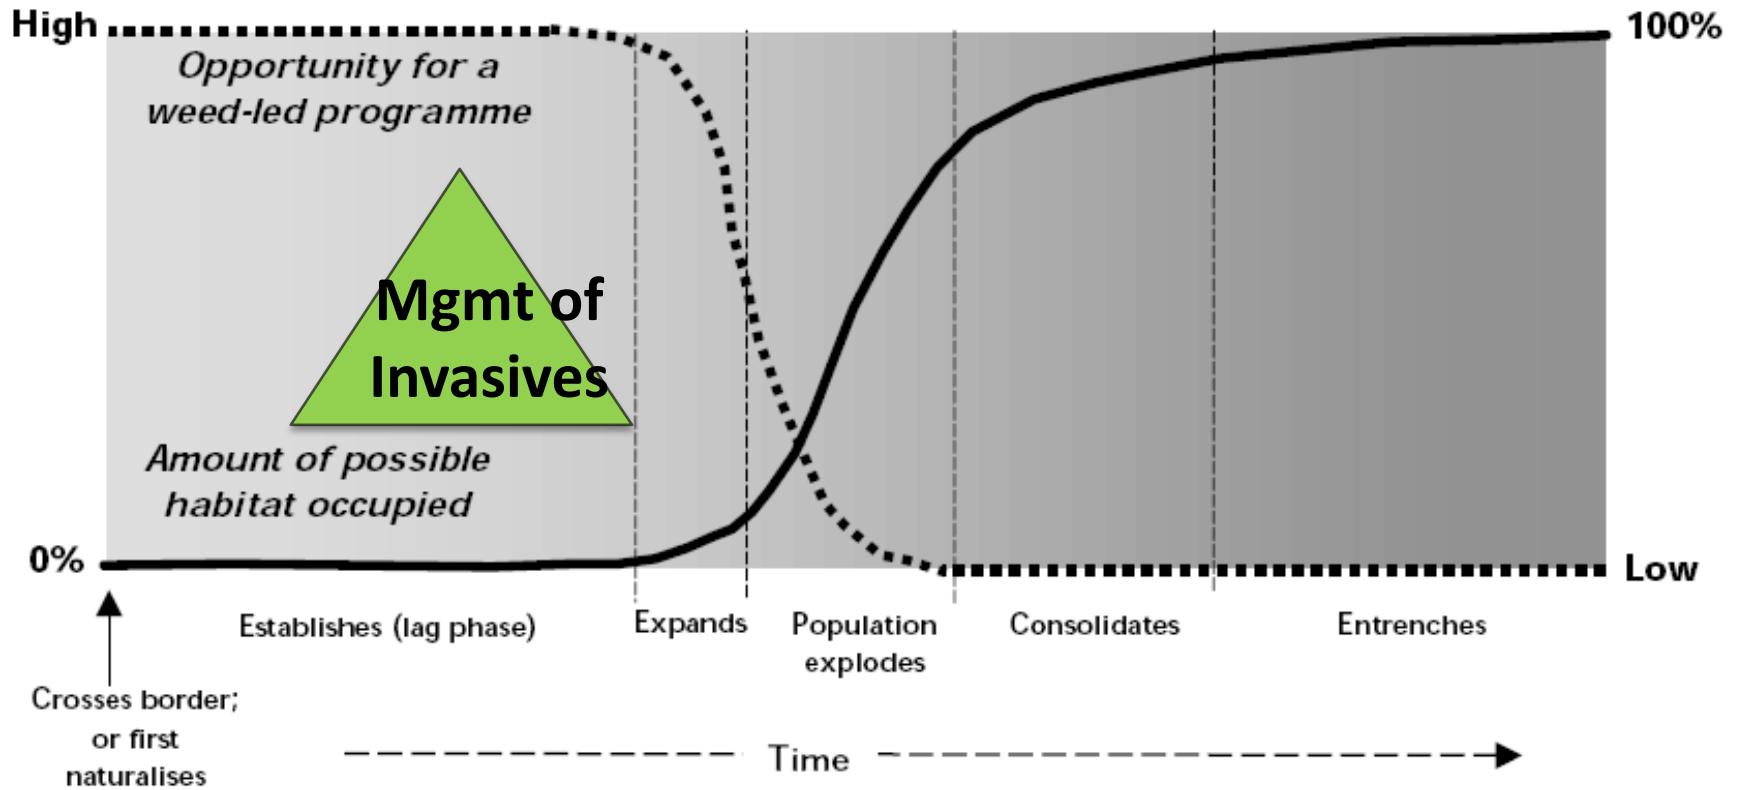 High
100%
Opportunity for a
weed-led programme
Mgmt of
Invasives
Amount of possible
habitat occupied
0%
Low
Establishes (lag phase)
Expands
Population
explodes
Consolidates
Entrenches
Crosses border;
or first
naturalises
Time